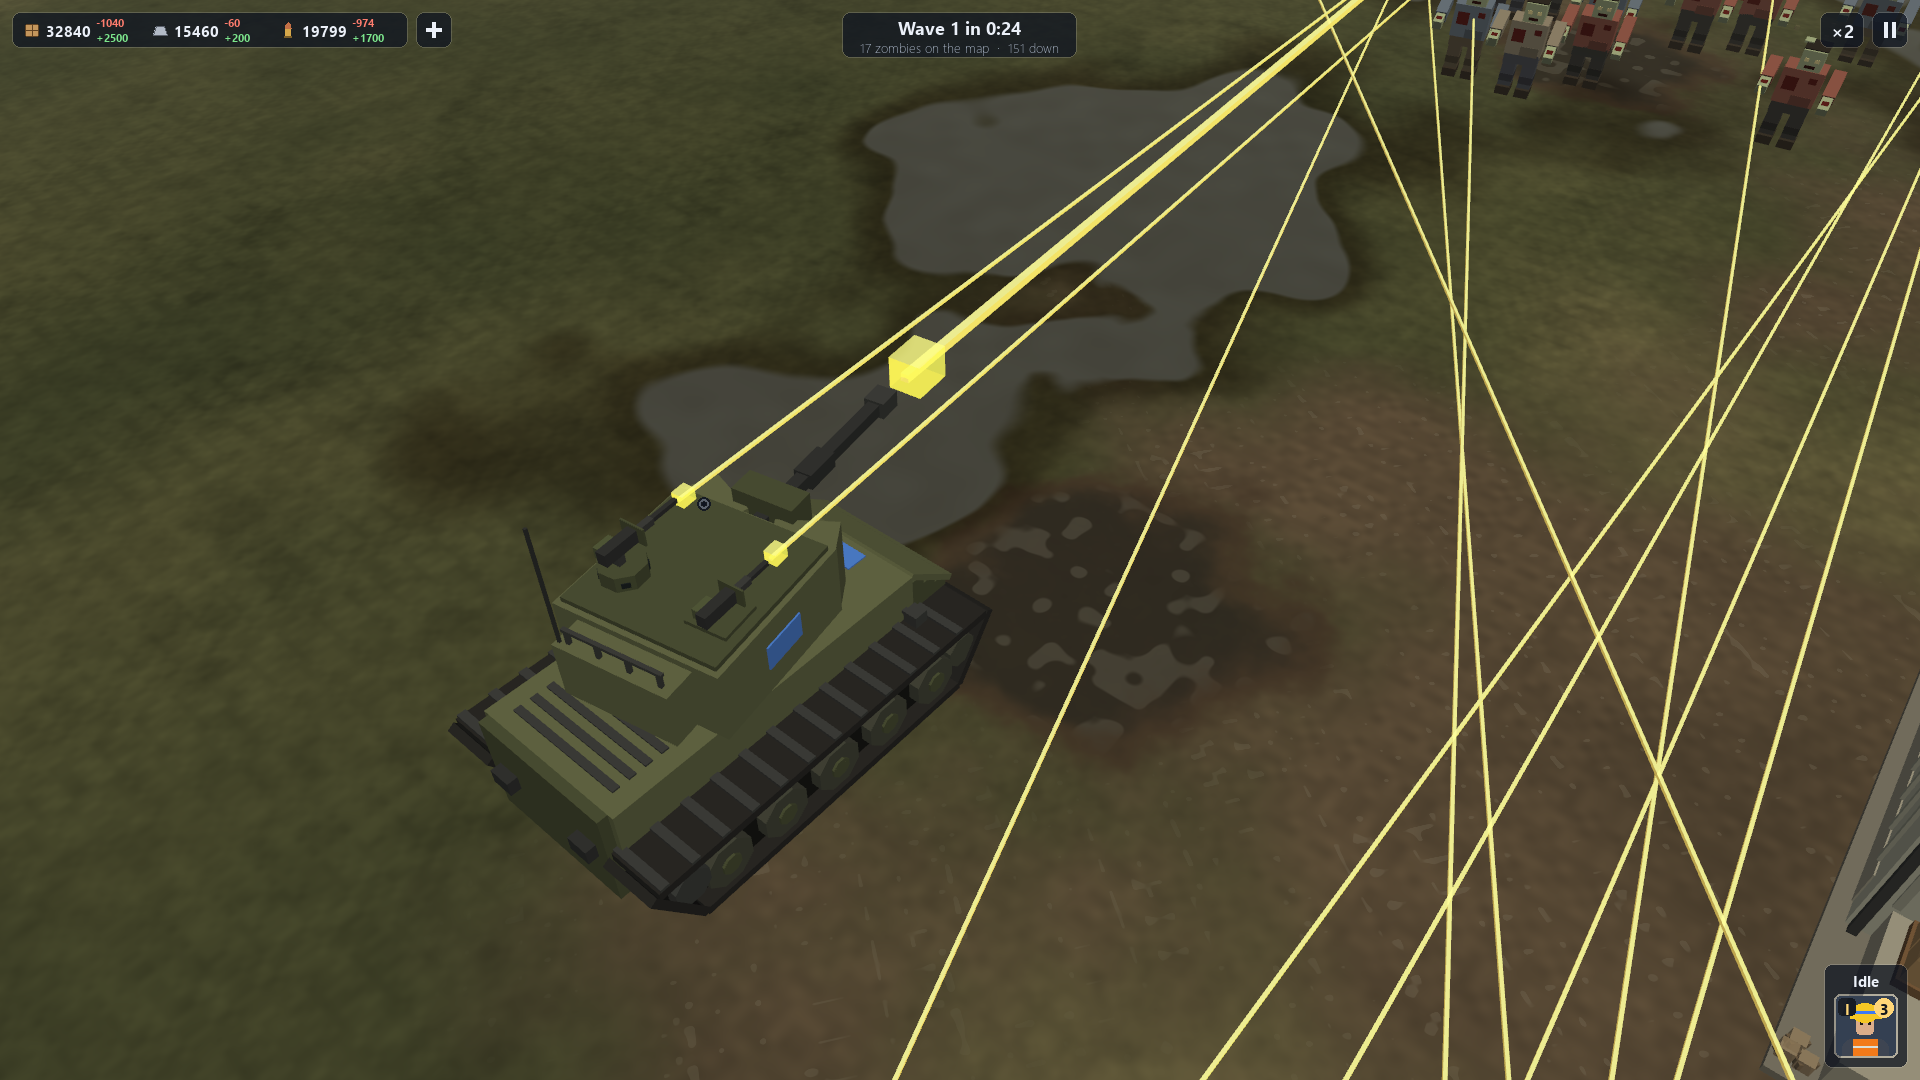 32840 -1040 +2500 15460 -60 +200 19799 -974 +1700
Wave 1 in 0:24
17 zombies on the map · 151 down
×2
Idle
I 3